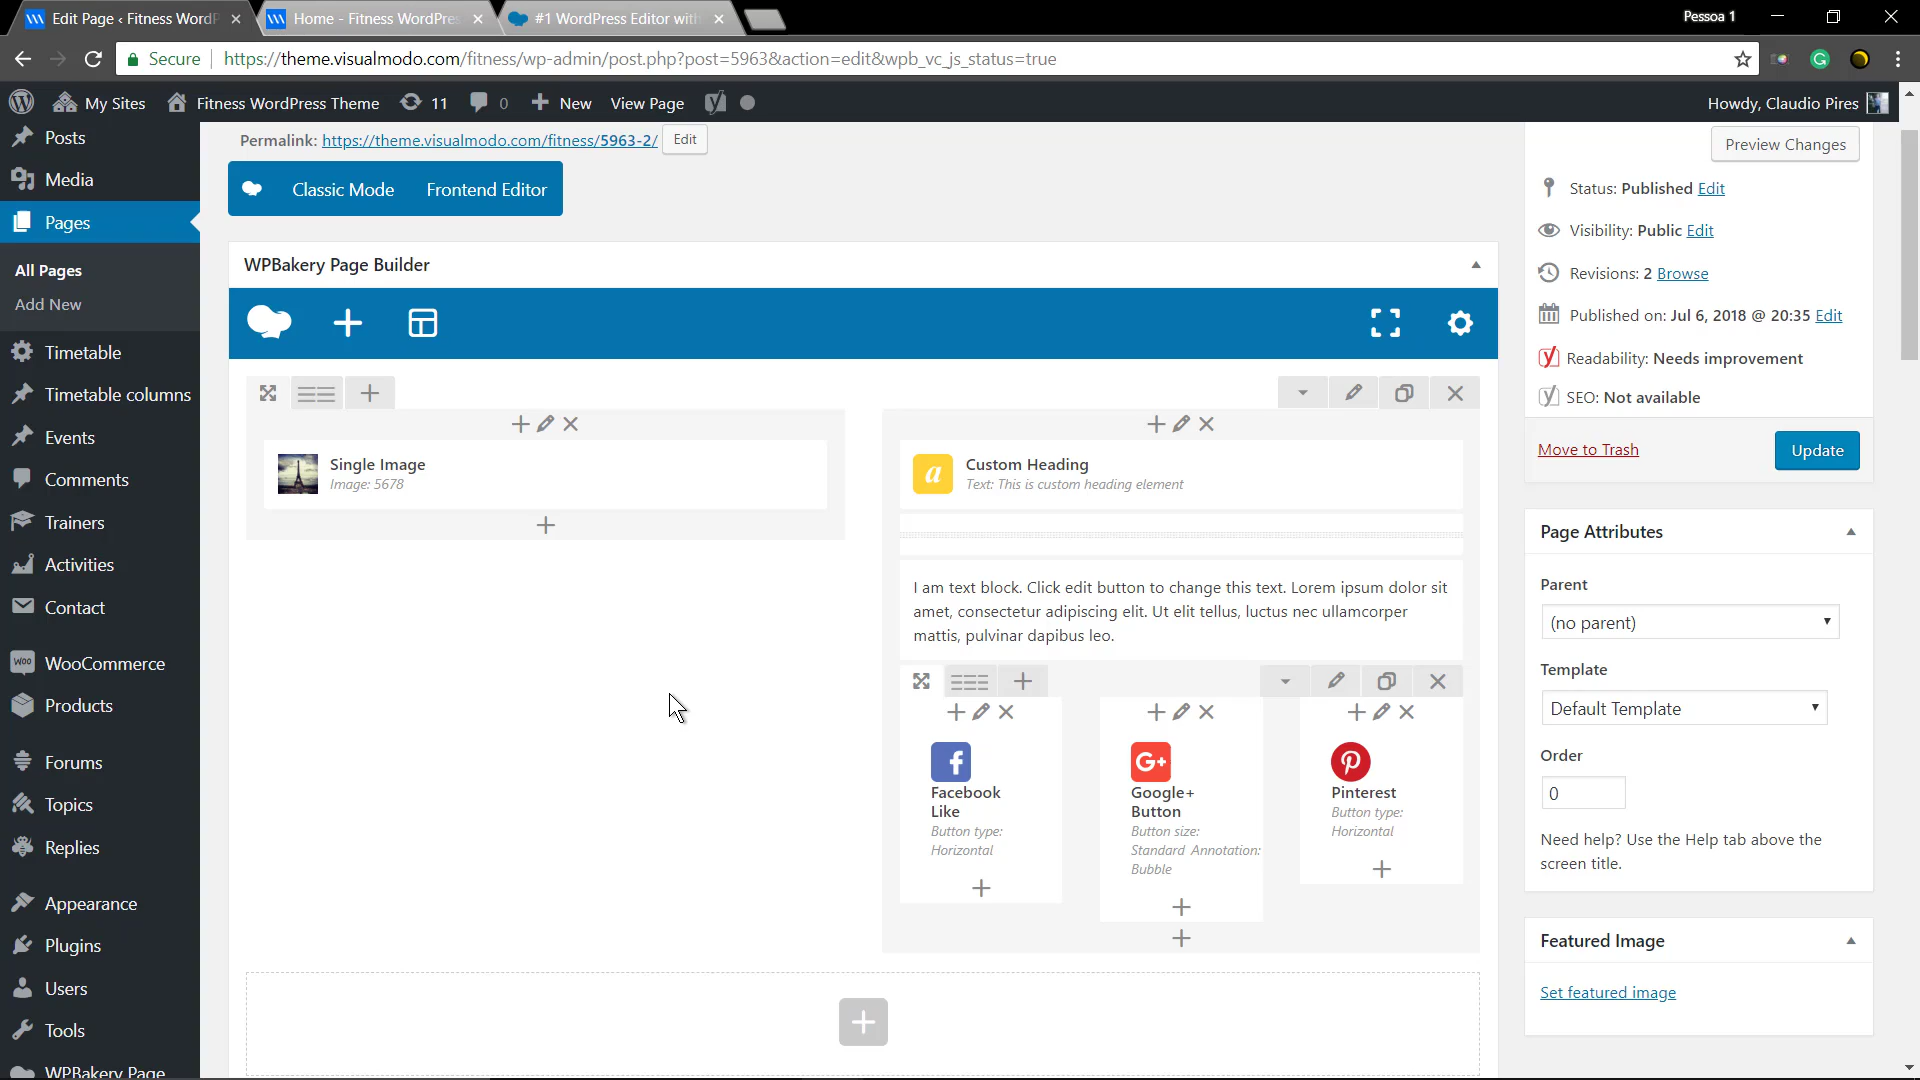 Edit Page ‹ Fitness WordP
Home - Fitness WordPres
#1 WordPress Editor with
Pessoa 1
Secure
https://theme.visualmodo.com/fitness/wp-admin/post.php?post=5963&action=edit&wpb_vc_js_status=true
My Sites
Fitness WordPress Theme
11
0
New
View Page
Howdy, Claudio Pires
Posts
Media
Pages
All Pages
Add New
Timetable
Timetable columns
Events
Comments
Trainers
Activities
Contact
WooCommerce
Products
Forums
Topics
Replies
Appearance
Plugins
Users
Tools
WPBakery Page
Permalink: https://theme.visualmodo.com/fitness/5963-2/
Edit
Classic Mode
Frontend Editor
WPBakery Page Builder
Single Image
Image: 5678
a
Custom Heading
Text: This is custom heading element
I am text block. Click edit button to change this text. Lorem ipsum dolor sit
amet, consectetur adipiscing elit. Ut elit tellus, luctus nec ullamcorper
mattis, pulvinar dapibus leo.
Facebook
Like
Button type:
Horizontal
G+
Google+
Button
Button size:
Standard Annotation:
Bubble
Pinterest
Button type:
Horizontal
Preview Changes
Status: Published Edit
Visibility: Public Edit
Revisions: 2 Browse
Published on: Jul 6, 2018 @ 20:35 Edit
Readability: Needs improvement
SEO: Not available
Move to Trash
Update
Page Attributes
Parent
(no parent)
Template
Default Template
Order
0
Need help? Use the Help tab above the
screen title.
Featured Image
Set featured image